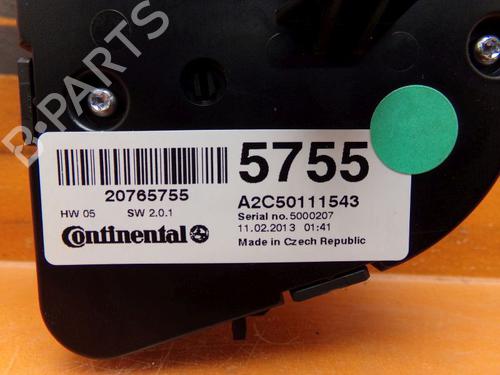 B-PARTS
5755
20765755
A2C50111543
HW 05 SW 2.0.1
Serial no.5000207
11.02.2013 01:41
Continental
Made in Czech Republic